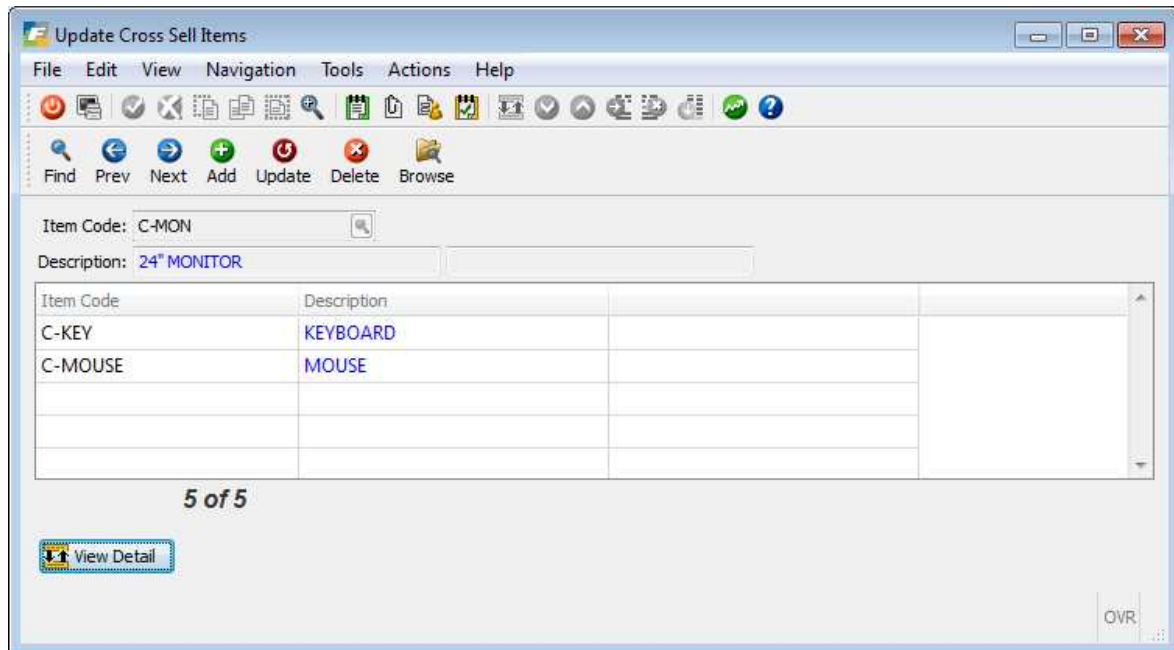 Update Cross Sell Items
File Edit View Navigation Tools Actions Help
Find Prev Next Add Update Delete Browse
Item Code: C-MON
Description: 24" MONITOR
Item Code Description
C-KEY KEYBOARD
C-MOUSE MOUSE
5 of 5
View Detail
OVR